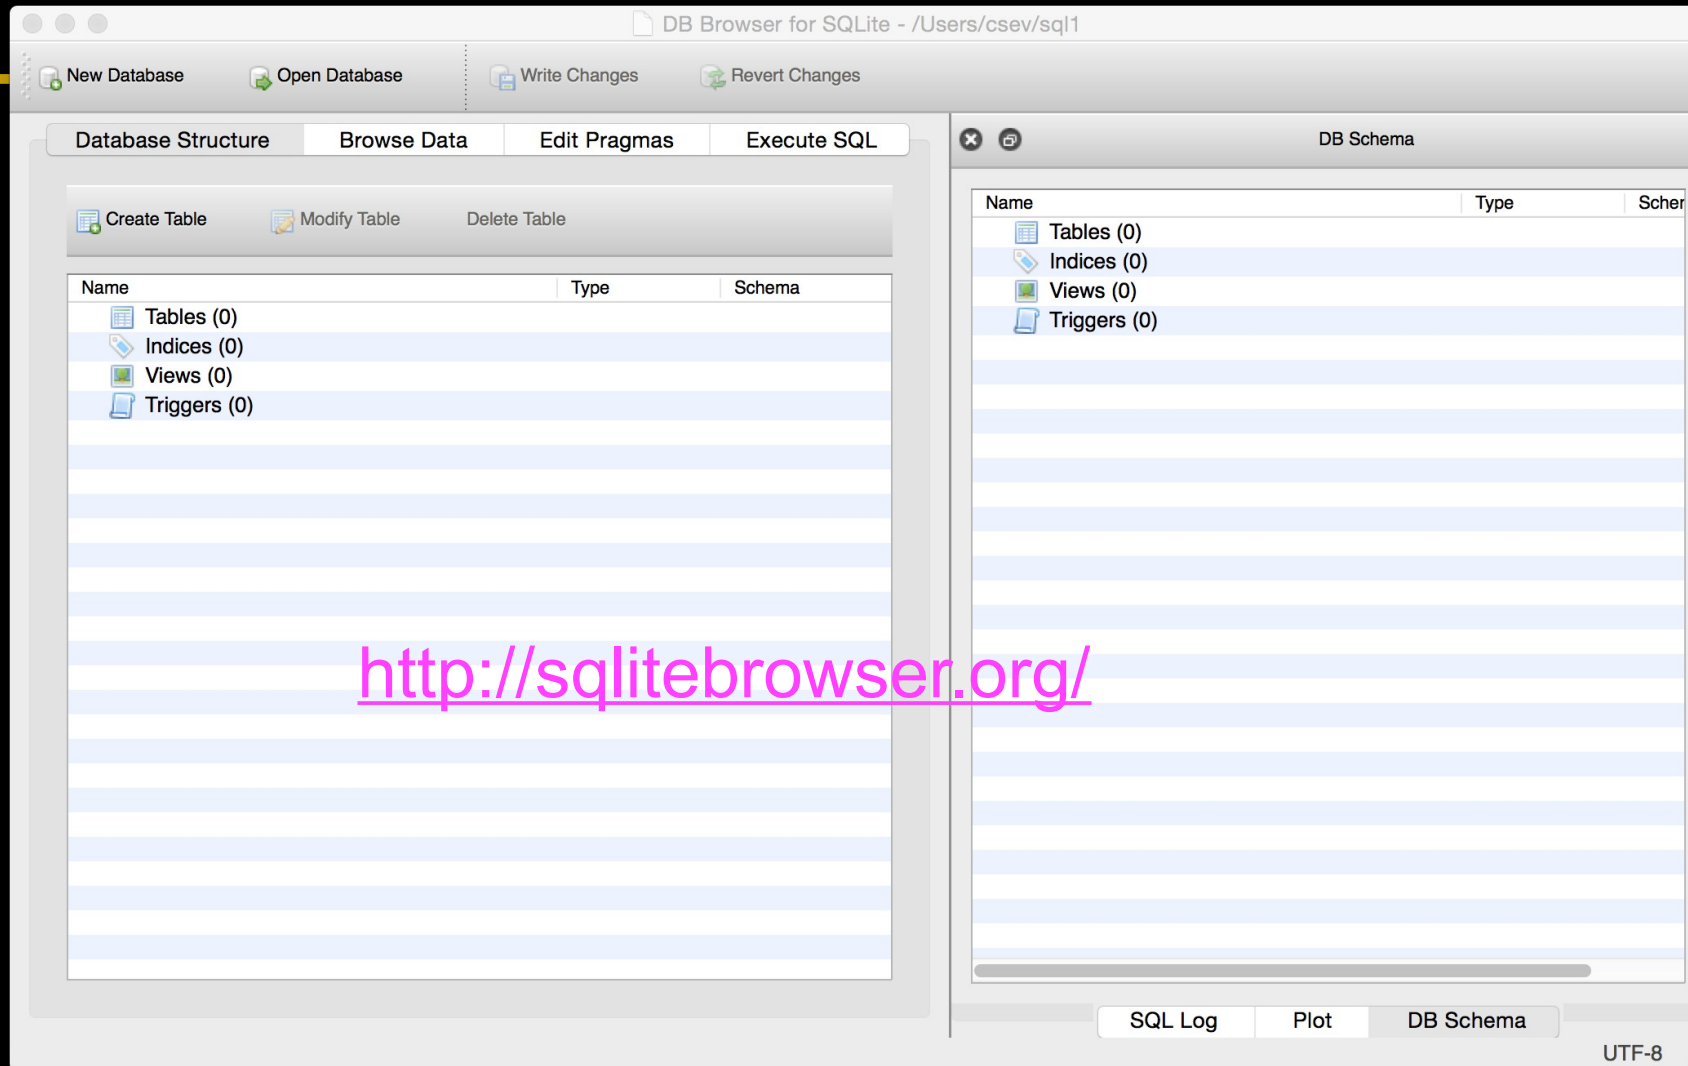 DB Browser for SQLite - /Users/csev/sql1
New Database Open Database Write Changes Revert Changes
Database Structure Browse Data Edit Pragmas Execute SQL
Create Table Modify Table Delete Table
Name Type Schema
Tables (0)
Indices (0)
Views (0)
Triggers (0)
DB Schema
Name Type Schem
Tables (0)
Indices (0)
Views (0)
Triggers (0)
http://sqlitebrowser.org/
SQL Log Plot DB Schema
UTF-8